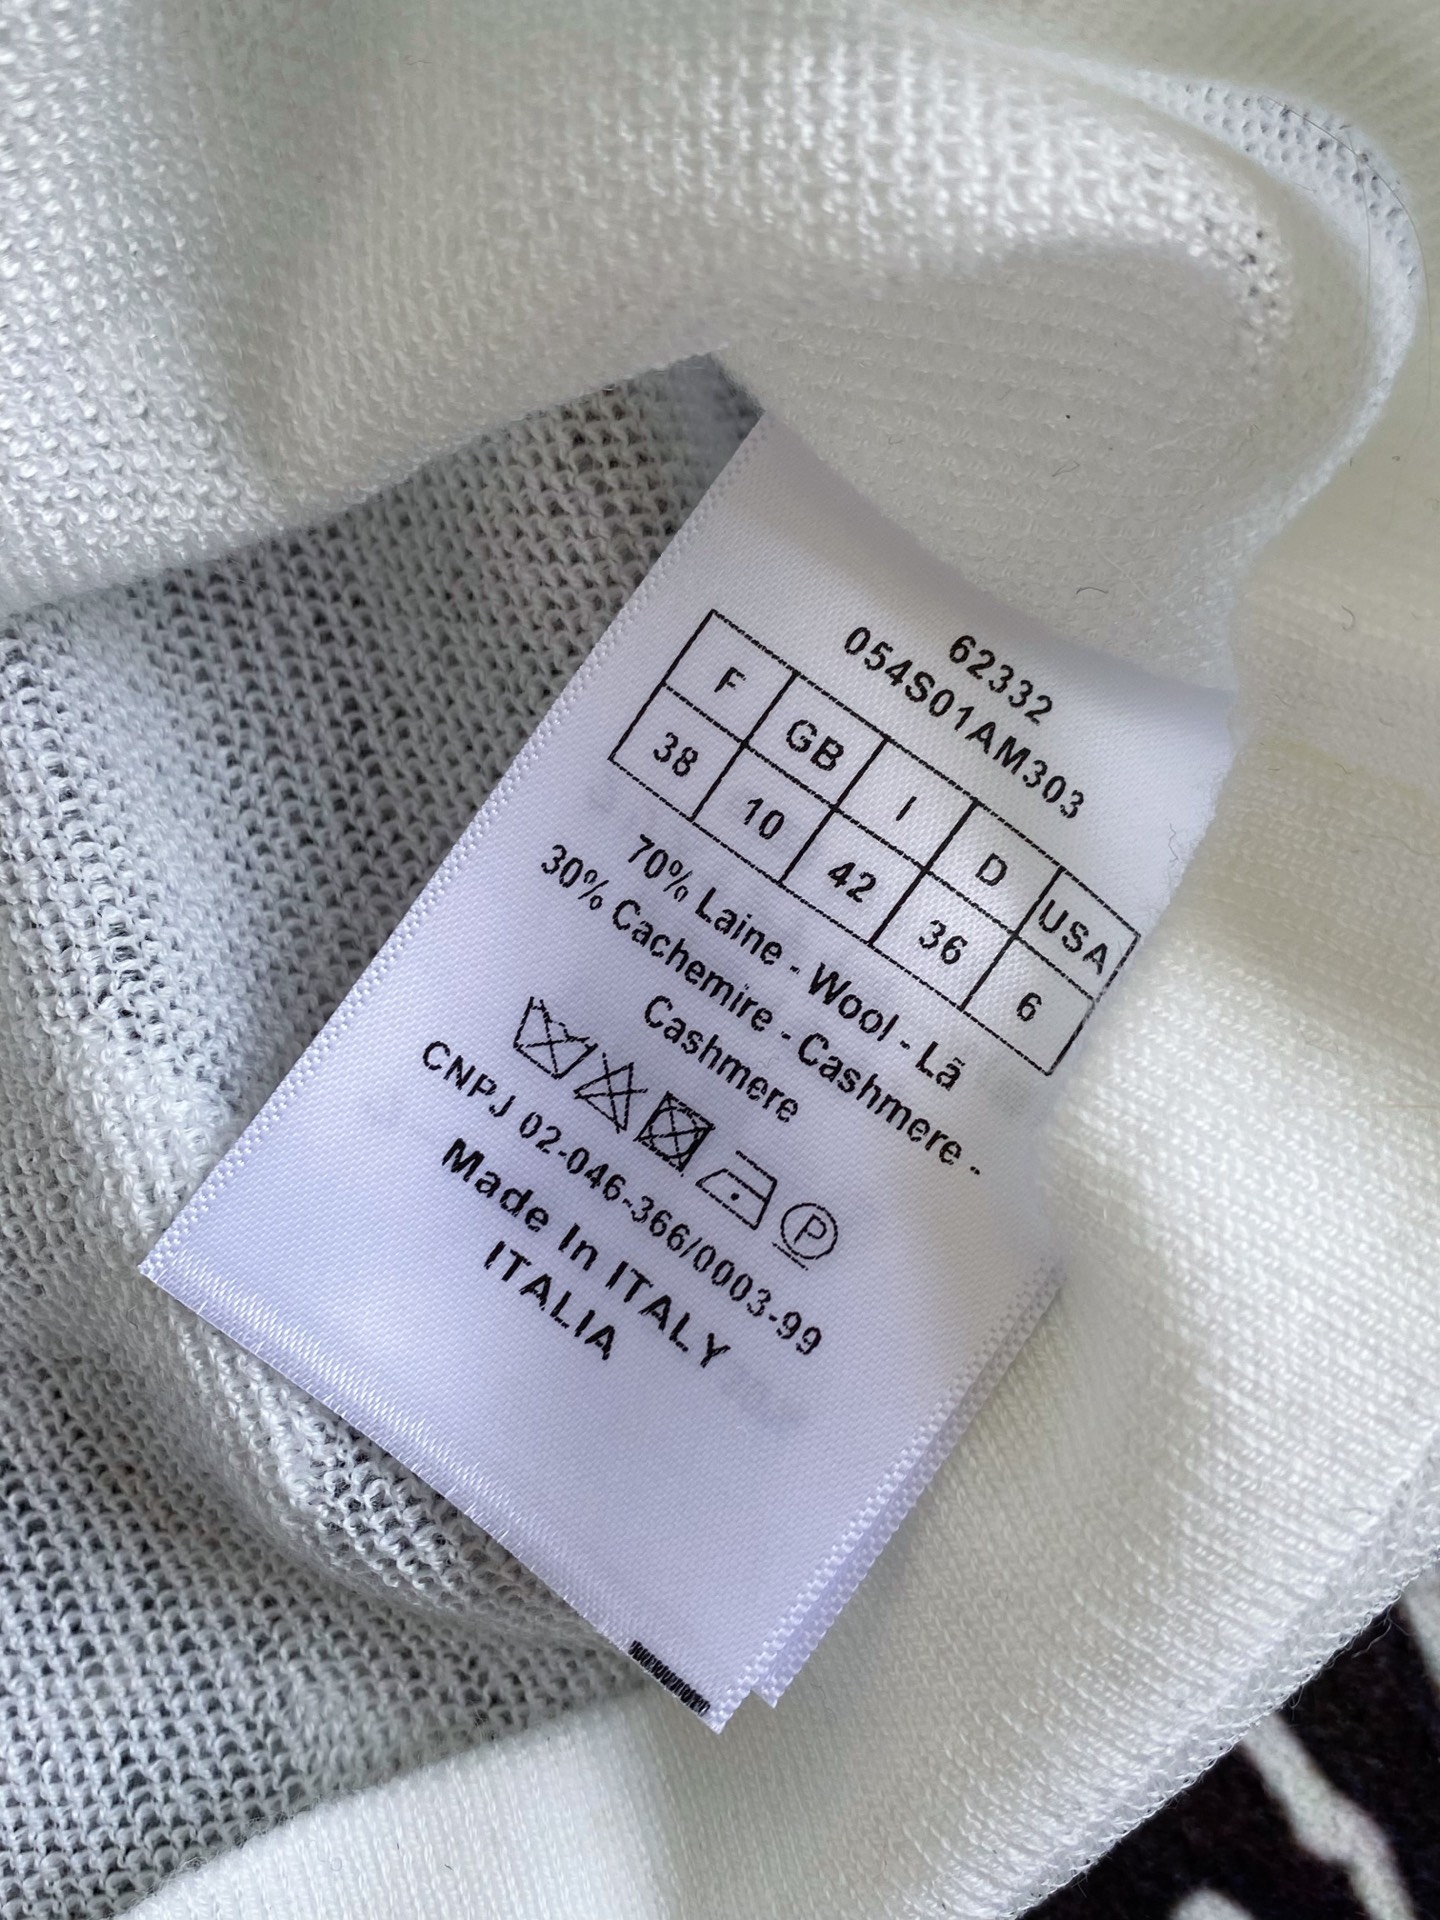 62332
054S01AM303
F GB I D USA
38 10 42 36 6
70% Laine - Wool - Lã
30% Cachemire - Cashmere -
Cashmere
P
CNPJ 02-046-366/0003-99
Made In ITALY
ITALIA